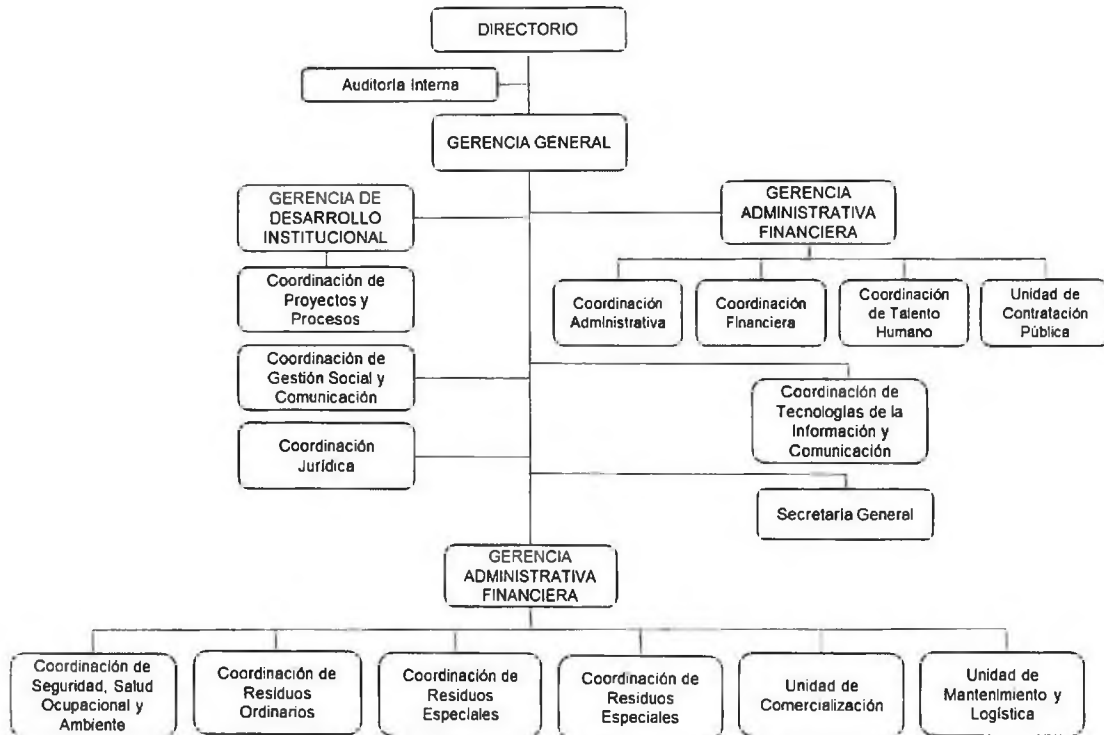 DIRECTORIO
Auditoría Interna
GERENCIA GENERAL
GERENCIA DE
DESARROLLO
INSTITUCIONAL
GERENCIA
ADMINISTRATIVA
FINANCIERA
Coordinación de
Proyectos y
Procesos
Coordinación
Administrativa
Coordinación
Financiera
Coordinación
de Talento
Humano
Unidad de
Contratación
Pública
Coordinación de
Gestión Social y
Comunicación
Coordinación de
Tecnologías de la
Información y
Comunicación
Coordinación
Jurídica
Secretaría General
GERENCIA
ADMINISTRATIVA
FINANCIERA
Coordinación de
Seguridad, Salud
Ocupacional y
Ambiente
Coordinación de
Residuos
Ordinarios
Coordinación de
Residuos
Especiales
Coordinación de
Residuos
Especiales
Unidad de
Comercialización
Unidad de
Mantenimiento y
Logística